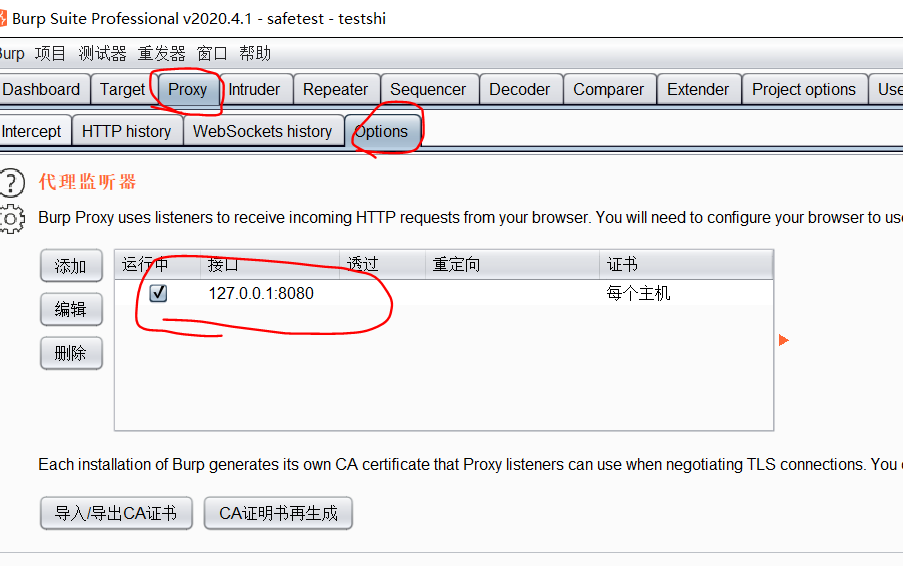 Burp Suite Professional v2020.4.1 - safetest - testshi
Burp 项目 测试器 重发器 窗口 帮助
Dashboard Target Proxy Intruder Repeater Sequencer Decoder Comparer Extender Project options Use
Intercept HTTP history WebSockets history Options
? 代理监听器
Burp Proxy uses listeners to receive incoming HTTP requests from your browser. You will need to configure your browser to use
添加 运行中 接口 透过 重定向 证书
127.0.0.1:8080 每个主机
编辑
删除
Each installation of Burp generates its own CA certificate that Proxy listeners can use when negotiating TLS connections. You
导入/导出CA证书 CA证明书再生成